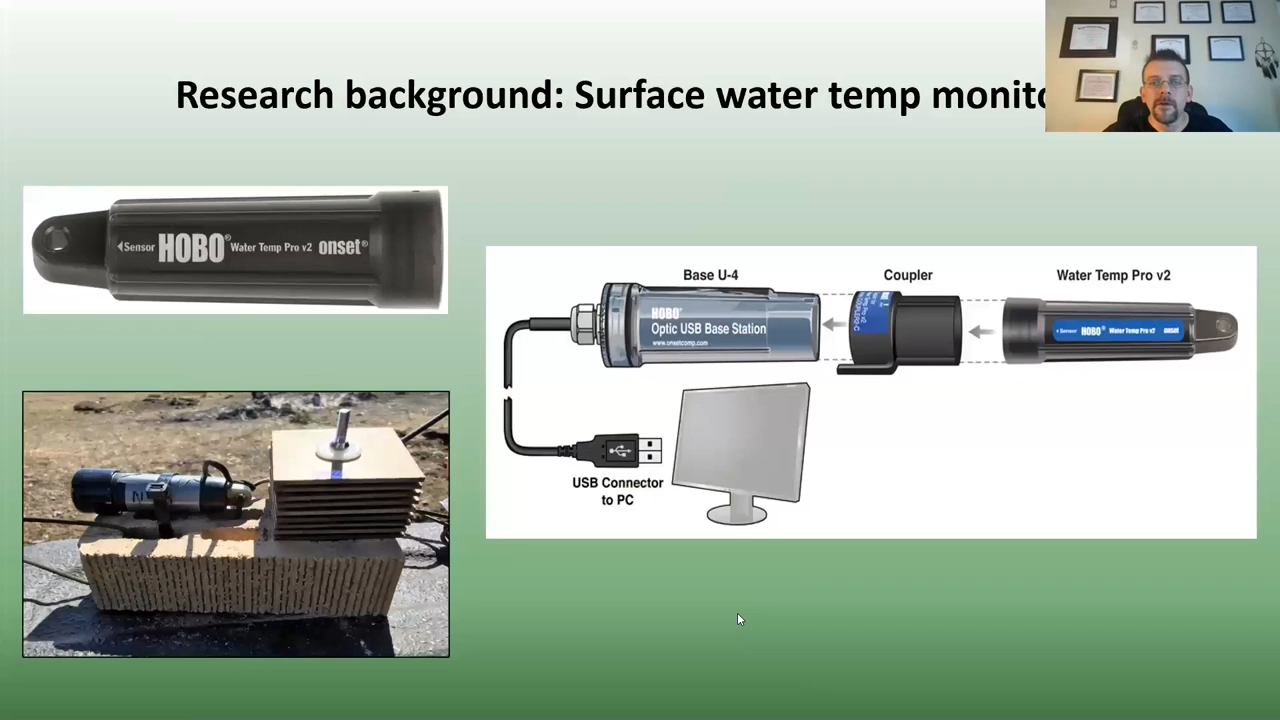 Research background: Surface water temp monito
Sensor HOBO® Water Temp Pro v2 onset®
Base U-4
Coupler
Water Temp Pro v2
HOBO®
Optic USB Base Station
www.onsetcomp.com
Sensor HOBO® Water Temp Pro v2 onset
USB Connector
to PC